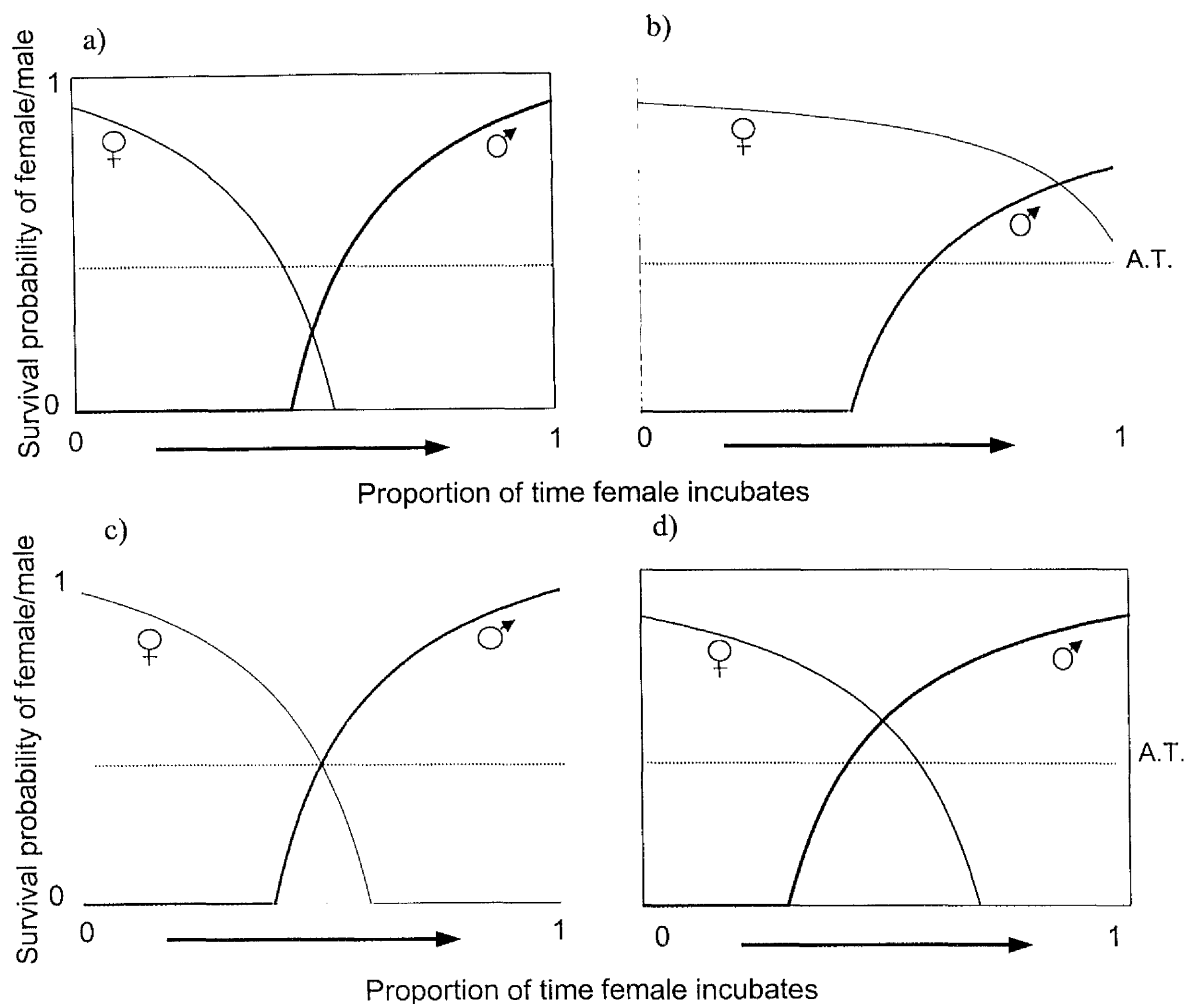 a)
b)
Survival probability of female/male
1
0
♀
♂
♀
♂
A.T.
0
1
0
1
Proportion of time female incubates
c)
d)
Survival probability of female/male
1
0
♀
♂
♀
♂
A.T.
0
1
0
1
Proportion of time female incubates